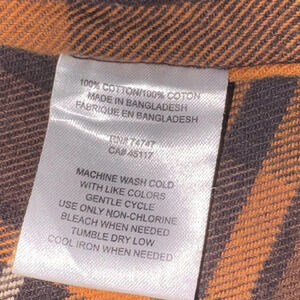 100% COTTON/100% COTON
MADE IN BANGLADESH
FABRIQUE EN BANGLADESH
RN# 74747
CA# 45117
MACHINE WASH COLD
WITH LIKE COLORS
GENTLE CYCLE
USE ONLY NON-CHLORINE
BLEACH WHEN NEEDED
TUMBLE DRY LOW
COOL IRON WHEN NEEDED